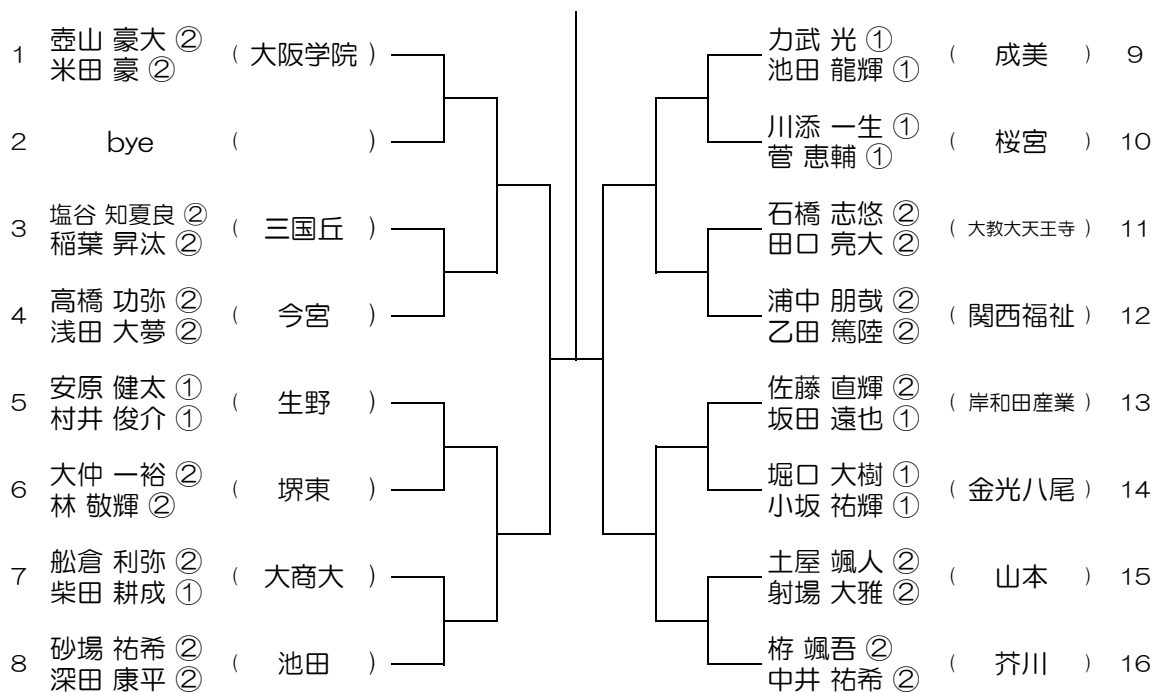 1 壺山 豪大 ② ( 大阪学院 )
米田 豪 ②
2 bye ( )
3 塩谷 知夏良 ② ( 三国丘 )
稲葉 昇汰 ②
4 高橋 功弥 ② ( 今宮 )
浅田 大夢 ②
5 安原 健太 ① ( 生野 )
村井 俊介 ①
6 大仲 一裕 ② ( 堺東 )
林 敬輝 ②
7 舩倉 利弥 ② ( 大商大 )
柴田 耕成 ①
8 砂場 祐希 ② ( 池田 )
深田 康平 ②
力武 光 ① ( 成美 ) 9
池田 龍輝 ①
川添 一生 ① ( 桜宮 ) 10
菅 恵輔 ①
石橋 志悠 ② ( 大教大天王寺 ) 11
田口 亮大 ②
浦中 朋哉 ② ( 関西福祉 ) 12
乙田 篤陸 ②
佐藤 直輝 ② ( 岸和田産業 ) 13
坂田 遠也 ①
堀口 大樹 ① ( 金光八尾 ) 14
小坂 祐輝 ①
土屋 颯人 ② ( 山本 ) 15
射場 大雅 ②
栫 颯吾 ② ( 芥川 ) 16
中井 祐希 ②